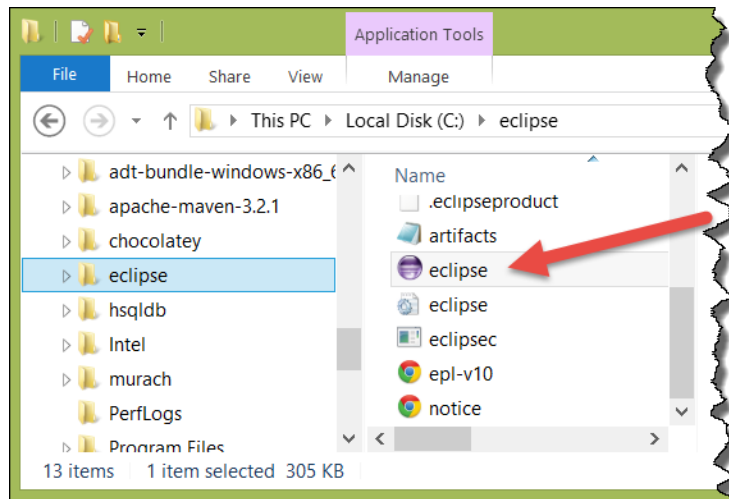 Application Tools
File Home Share View Manage
This PC Local Disk (C:) eclipse
adt-bundle-windows-x86_6
apache-maven-3.2.1
chocolatey
eclipse
hsqldb
Intel
murach
PerfLogs
Program Files
Name
.eclipseproduct
artifacts
eclipse
eclipse
eclipsec
epl-v10
notice
13 items 1 item selected 305 KB